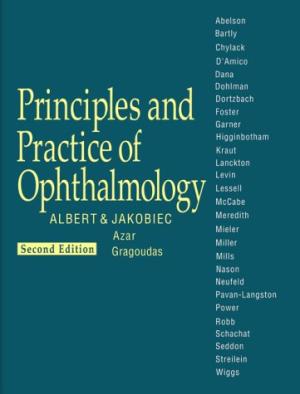 Principles and
Practice of
Ophthalmology
ALBERT & JAKOBIEC
Azar
Second Edition Gragoudas
Abelson
Bartly
Chylack
D'Amico
Dana
Dohlman
Dortzbach
Foster
Garner
Higginbotham
Kraut
Lanckton
Levin
Lessell
McCabe
Meredith
Mieler
Miller
Mills
Nason
Neufeld
Pavan-Langston
Power
Robb
Schachat
Seddon
Streilein
Wiggs